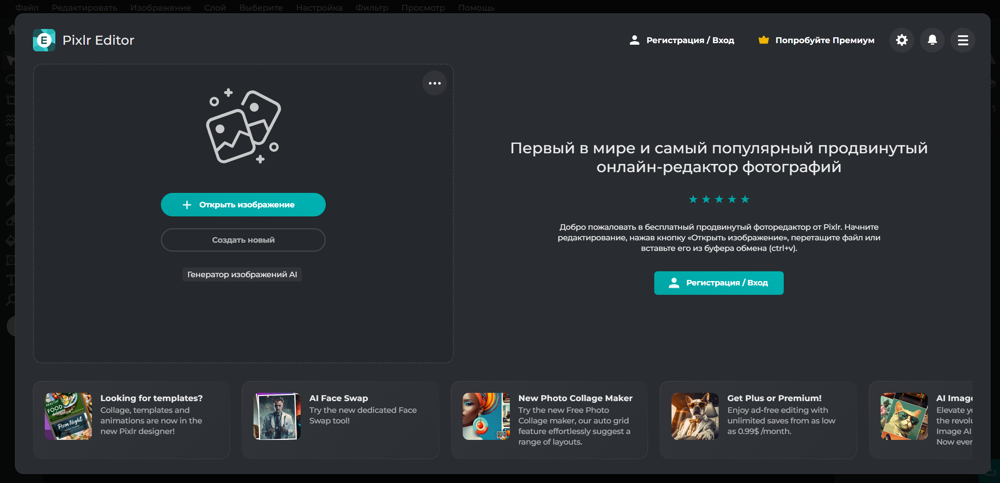 Файл Редактировать Изображение Слой Выберите Настройка Фильтр Просмотр Помощь
E Pixlr Editor
Регистрация / Вход
Попробуйте Премиум
Открыть изображение
Создать новый
Генератор изображений AI
Первый в мире и самый популярный продвинутый
онлайн-редактор фотографий
★ ★ ★ ★ ★
Добро пожаловать в бесплатный продвинутый фоторедактор от Pixlr. Начните
редактирование, нажав кнопку «Открыть изображение», перетащите файл или
вставьте его из буфера обмена (ctrl+v).
Регистрация / Вход
HEALTHY
FOOD
delivery
Pizza Night
Looking for templates?
Collage, templates and
animations are now in the
new Pixlr designer!
AI Face Swap
Try the new dedicated Face
Swap tool!
New Photo Collage Maker
Try the new Free Photo
Collage maker, our auto grid
feature effortlessly suggest a
range of layouts.
Get Plus or Premium!
Enjoy ad-free editing with
unlimited saves from as low
as 0.99$ /month.
AI Imag
Elevate
the revolu
Image AI
Now ever